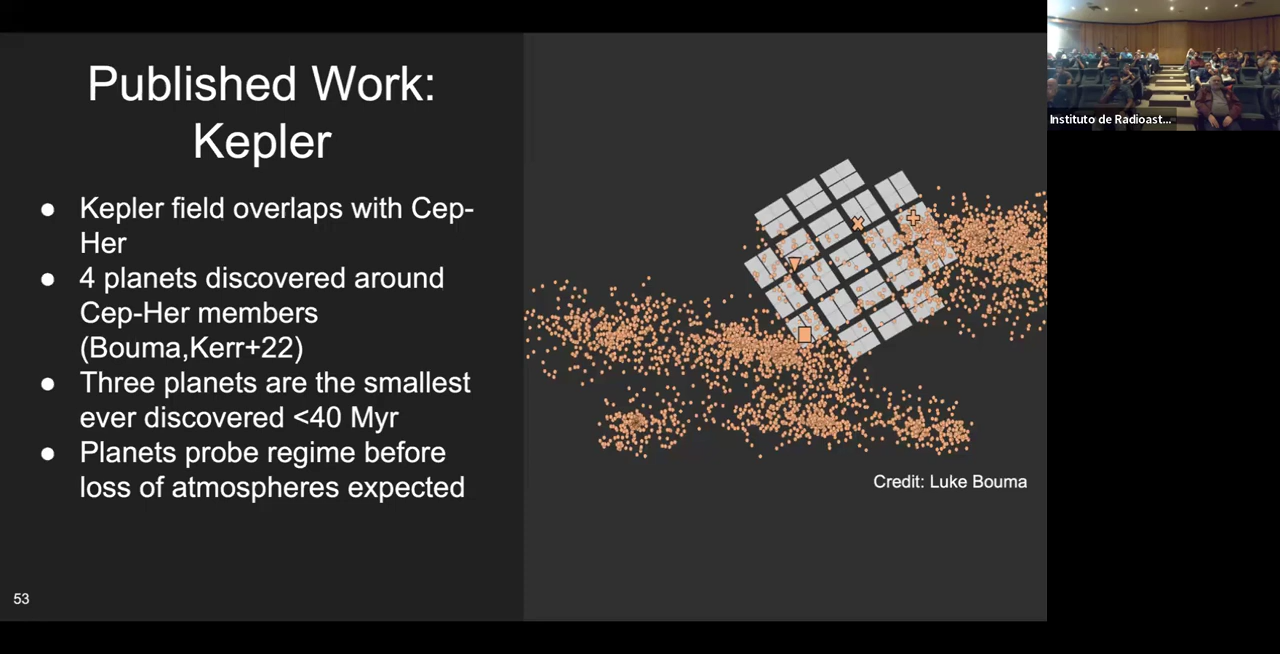 Published Work:
Kepler
● Kepler field overlaps with Cep-
Her
● 4 planets discovered around
Cep-Her members
(Bouma,Kerr+22)
● Three planets are the smallest
ever discovered <40 Myr
● Planets probe regime before
loss of atmospheres expected
Credit: Luke Bouma
53
Instituto de Radioast...